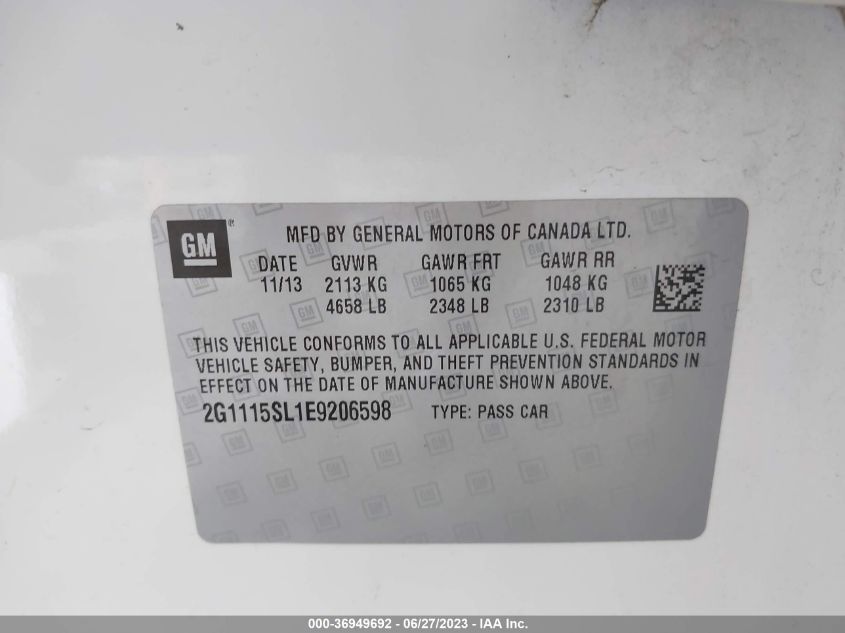 GM ®
MFD BY GENERAL MOTORS OF CANADA LTD.
DATE GVWR GAWR FRT GAWR RR
11/13 2113 KG 1065 KG 1048 KG
4658 LB 2348 LB 2310 LB
THIS VEHICLE CONFORMS TO ALL APPLICABLE U.S. FEDERAL MOTOR
VEHICLE SAFETY, BUMPER, AND THEFT PREVENTION STANDARDS IN
EFFECT ON THE DATE OF MANUFACTURE SHOWN ABOVE.
2G1115SL1E9206598 TYPE: PASS CAR
000-36949692 - 06/27/2023 - IAA Inc.